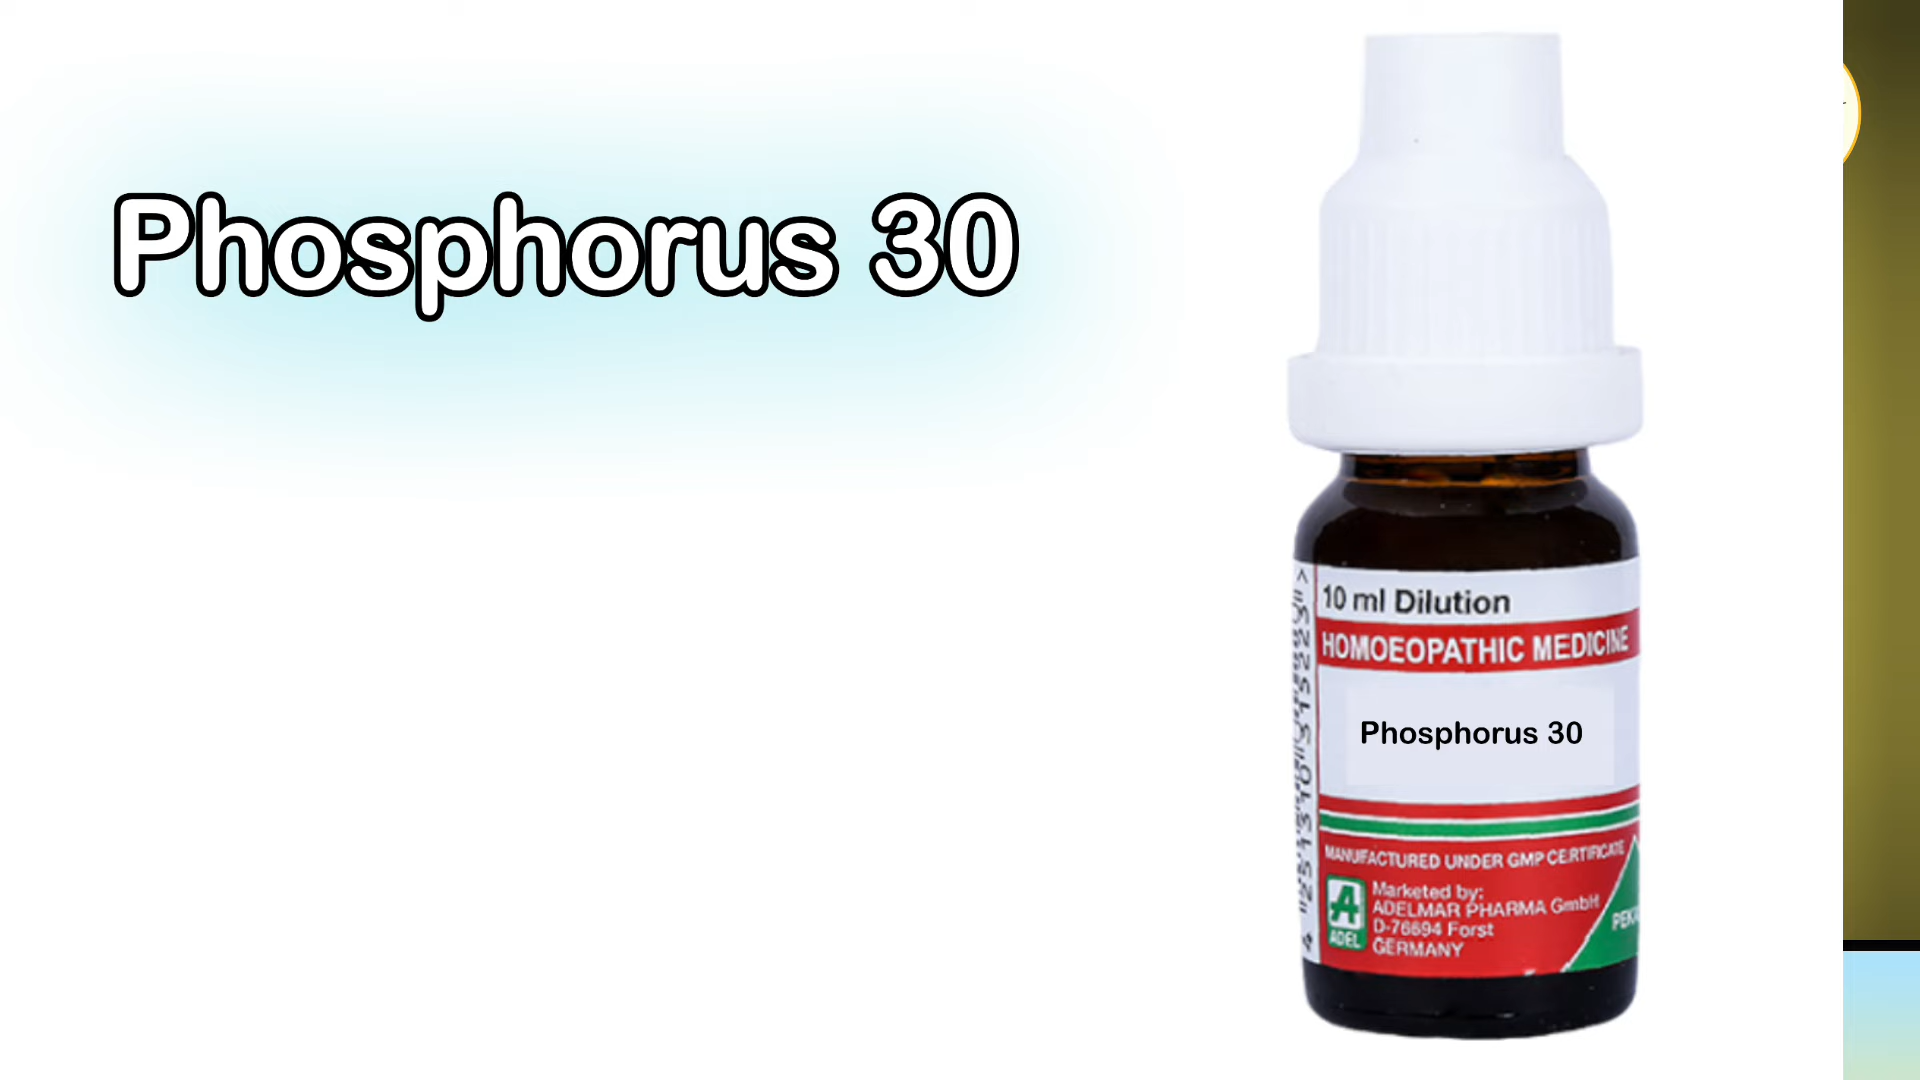 Phosphorus 30
10 ml Dilution
HOMOEOPATHIC MEDICINE
Phosphorus 30
MANUFACTURED UNDER GMP CERTIFICATE
Marketed by:
ADELMAR PHARMA GmbH
D-76694 Forst
GERMANY
ADEL